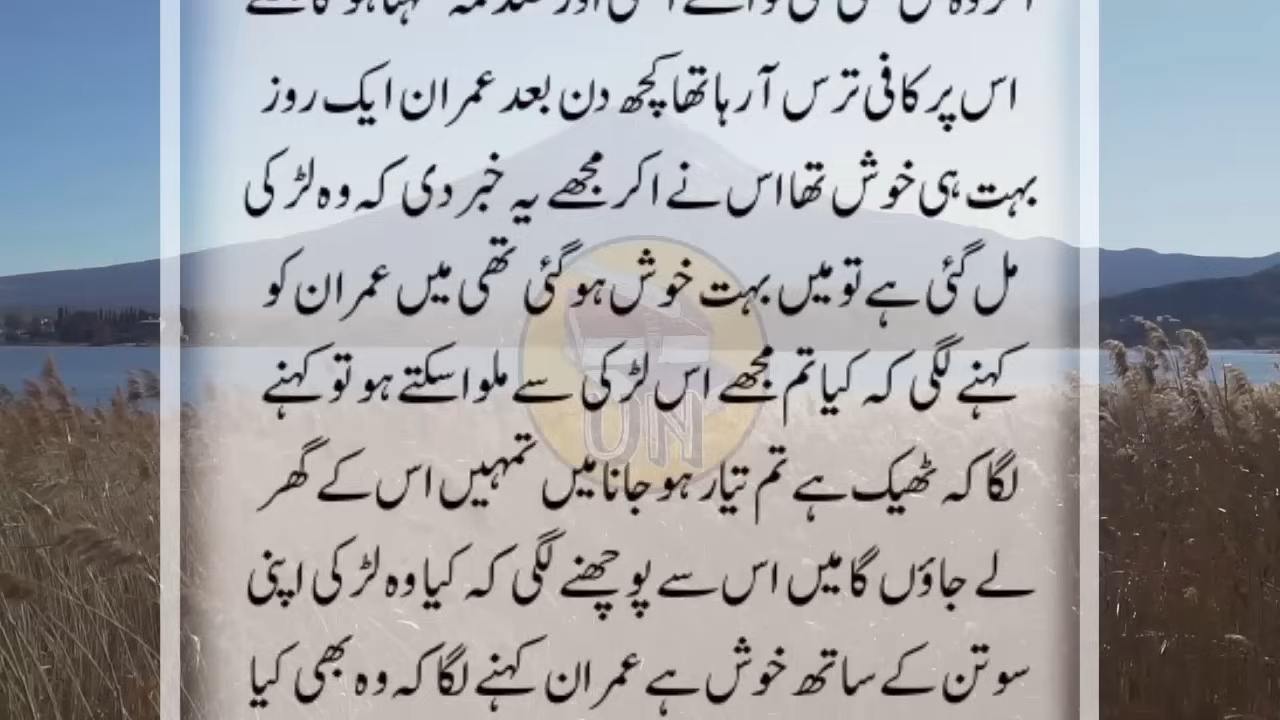 اس پر کافی ترس آ رہا تھا کچھ دن بعد عمران ایک روز
بہت ہی خوش تھا اس نے اکر مجھے یہ خبر دی کہ وہ لڑکی
مل گئی ہے تو میں بہت خوش ہو گئی تھی میں عمران کو
کہنے لگی کہ کیا تم مجھے اس لڑکی سے ملوا سکتے ہو تو کہنے
لگا کہ ٹھیک ہے تم تیار ہو جانا میں تمہیں اس کے گھر
لے جاؤں گا میں اس سے پوچھنے لگی کہ کیا وہ لڑکی اپنی
سوتن کے ساتھ خوش ہے عمران کہنے لگا کہ وہ بھی کیا
UN